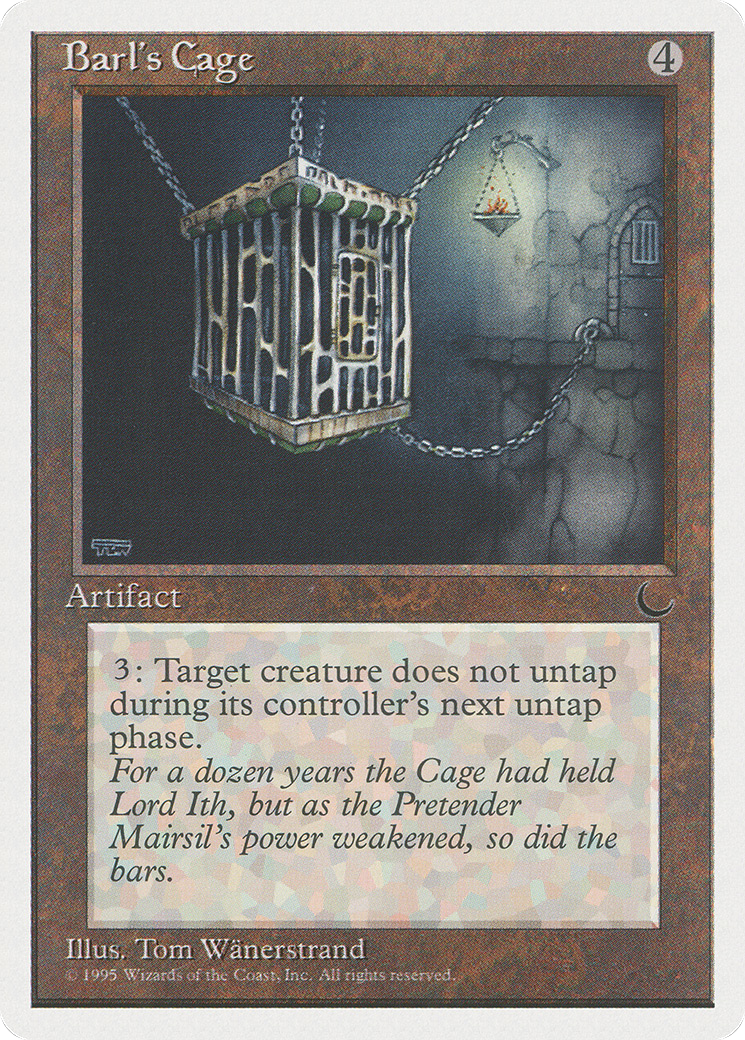 Barl's Cage
4
Artifact
3: Target creature does not untap
during its controller's next untap
phase.
For a dozen years the Cage had held
Lord Ith, but as the Pretender
Mairsil's power weakened, so did the
bars.
Illus. Tom Wänerstrand
© 1995 Wizards of the Coast, Inc. All rights reserved.